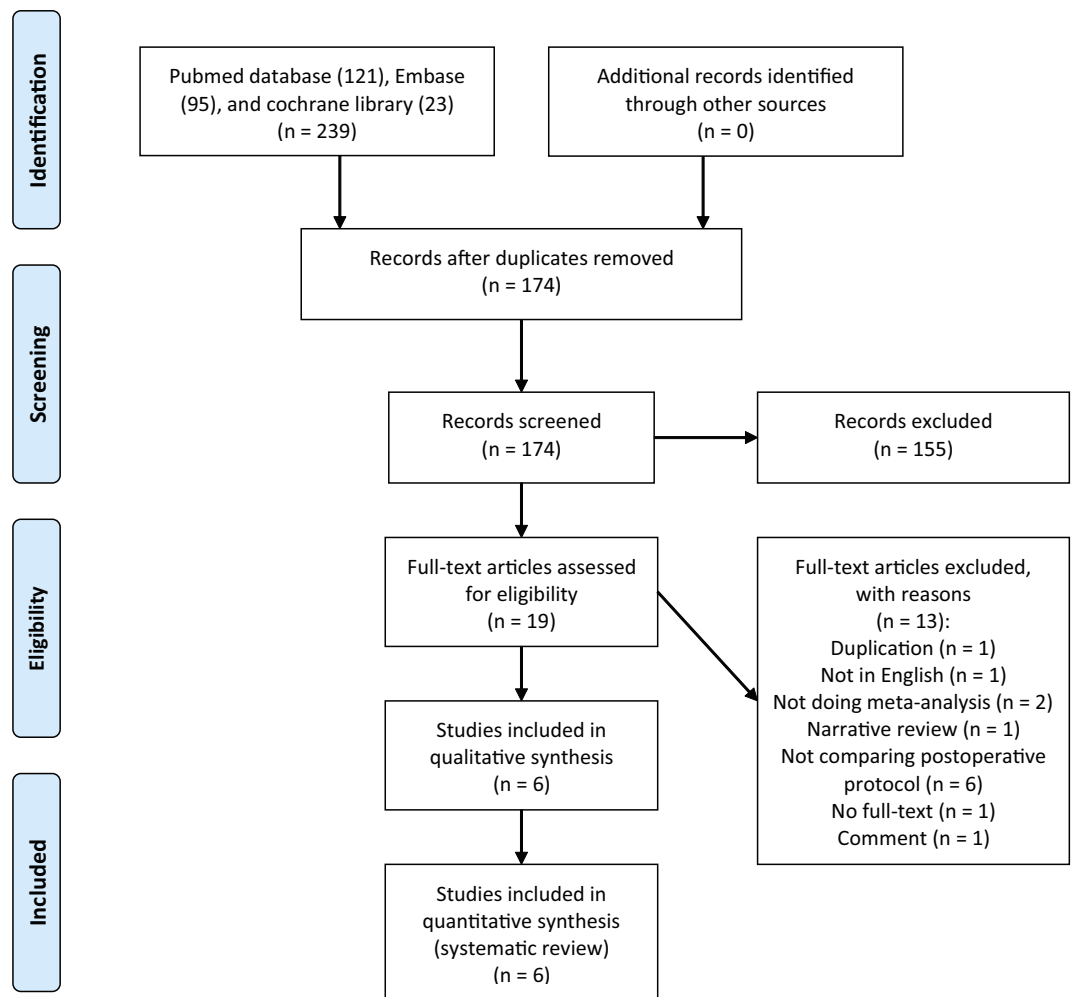 Identification
Pubmed database (121), Embase
(95), and cochrane library (23)
(n = 239)
Additional records identified
through other sources
(n = 0)
Records after duplicates removed
(n = 174)
Screening
Records screened
(n = 174)
Records excluded
(n = 155)
Eligibility
Full-text articles assessed
for eligibility
(n = 19)
Full-text articles excluded,
with reasons
(n = 13):
Duplication (n = 1)
Not in English (n = 1)
Not doing meta-analysis (n = 2)
Narrative review (n = 1)
Not comparing postoperative
protocol (n = 6)
No full-text (n = 1)
Comment (n = 1)
Studies included in
qualitative synthesis
(n = 6)
Included
Studies included in
quantitative synthesis
(systematic review)
(n = 6)